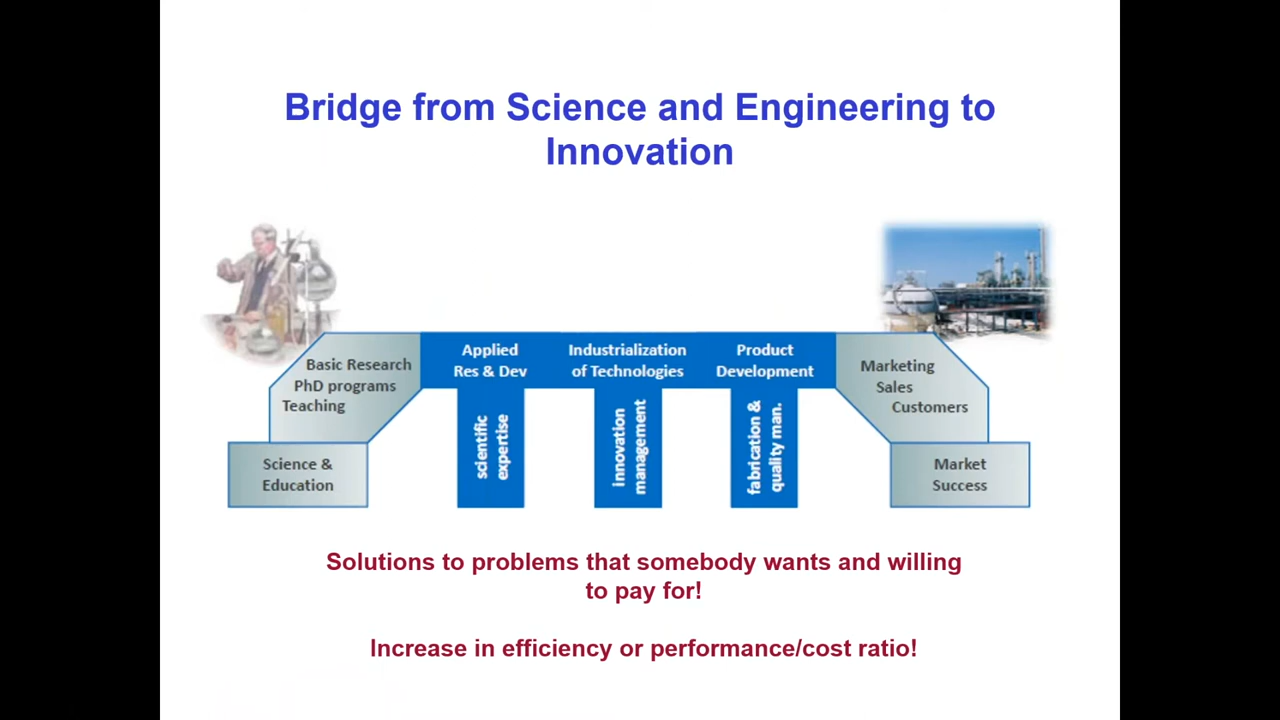 Bridge from Science and Engineering to
Innovation
Basic Research
PhD programs
Teaching
Applied
Res & Dev
Industrialization
of Technologies
Product
Development
Marketing
Sales
Customers
Science &
Education
scientific
expertise
innovation
management
fabrication &
quality man.
Market
Success
Solutions to problems that somebody wants and willing
to pay for!
Increase in efficiency or performance/cost ratio!